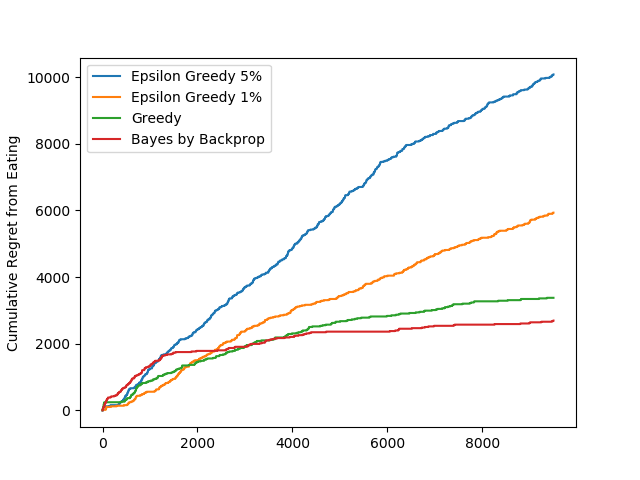 Epsilon Greedy 5%
Epsilon Greedy 1%
Greedy
Bayes by Backprop
Cumulative Regret from Eating
10000
8000
6000
4000
2000
0
0 2000 4000 6000 8000